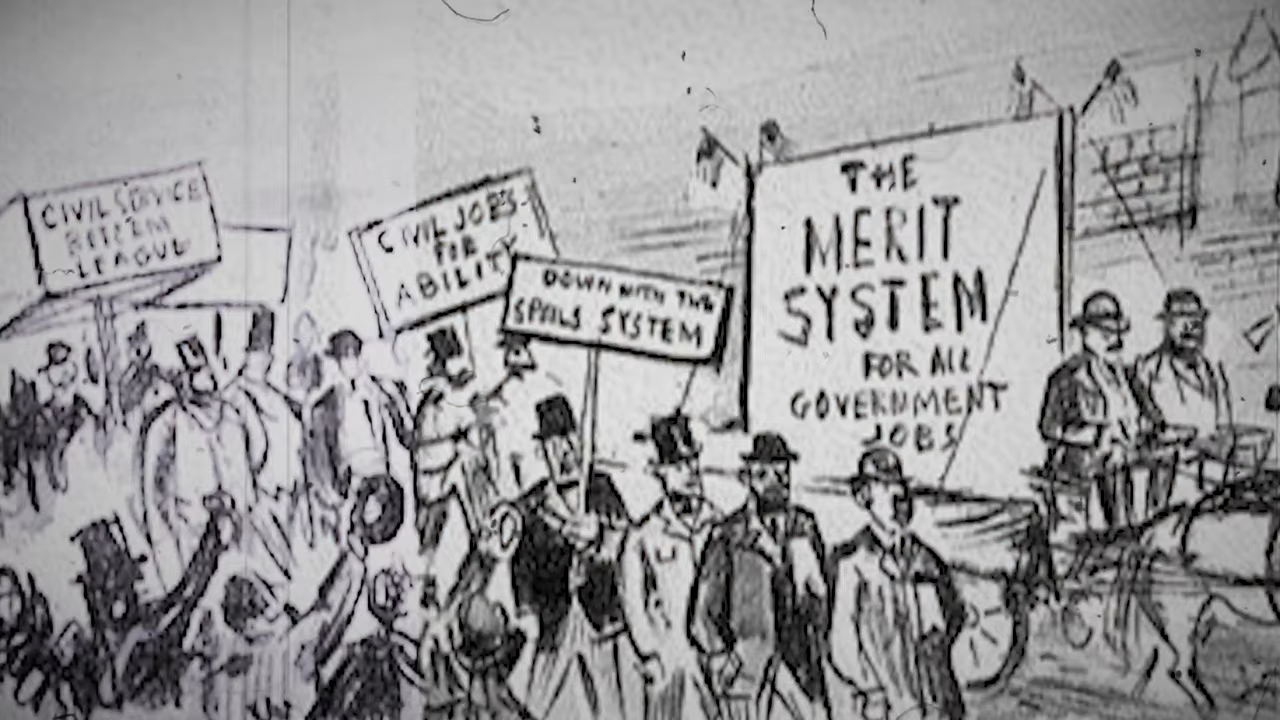 CIVIL SERVICE
LEAGUE
CIVIL JOBS
FOR
ABILITY
DOWN WITH THE
SPOILS SYSTEM
THE
MERIT
SYSTEM
FOR ALL
GOVERNMENT
JOBS